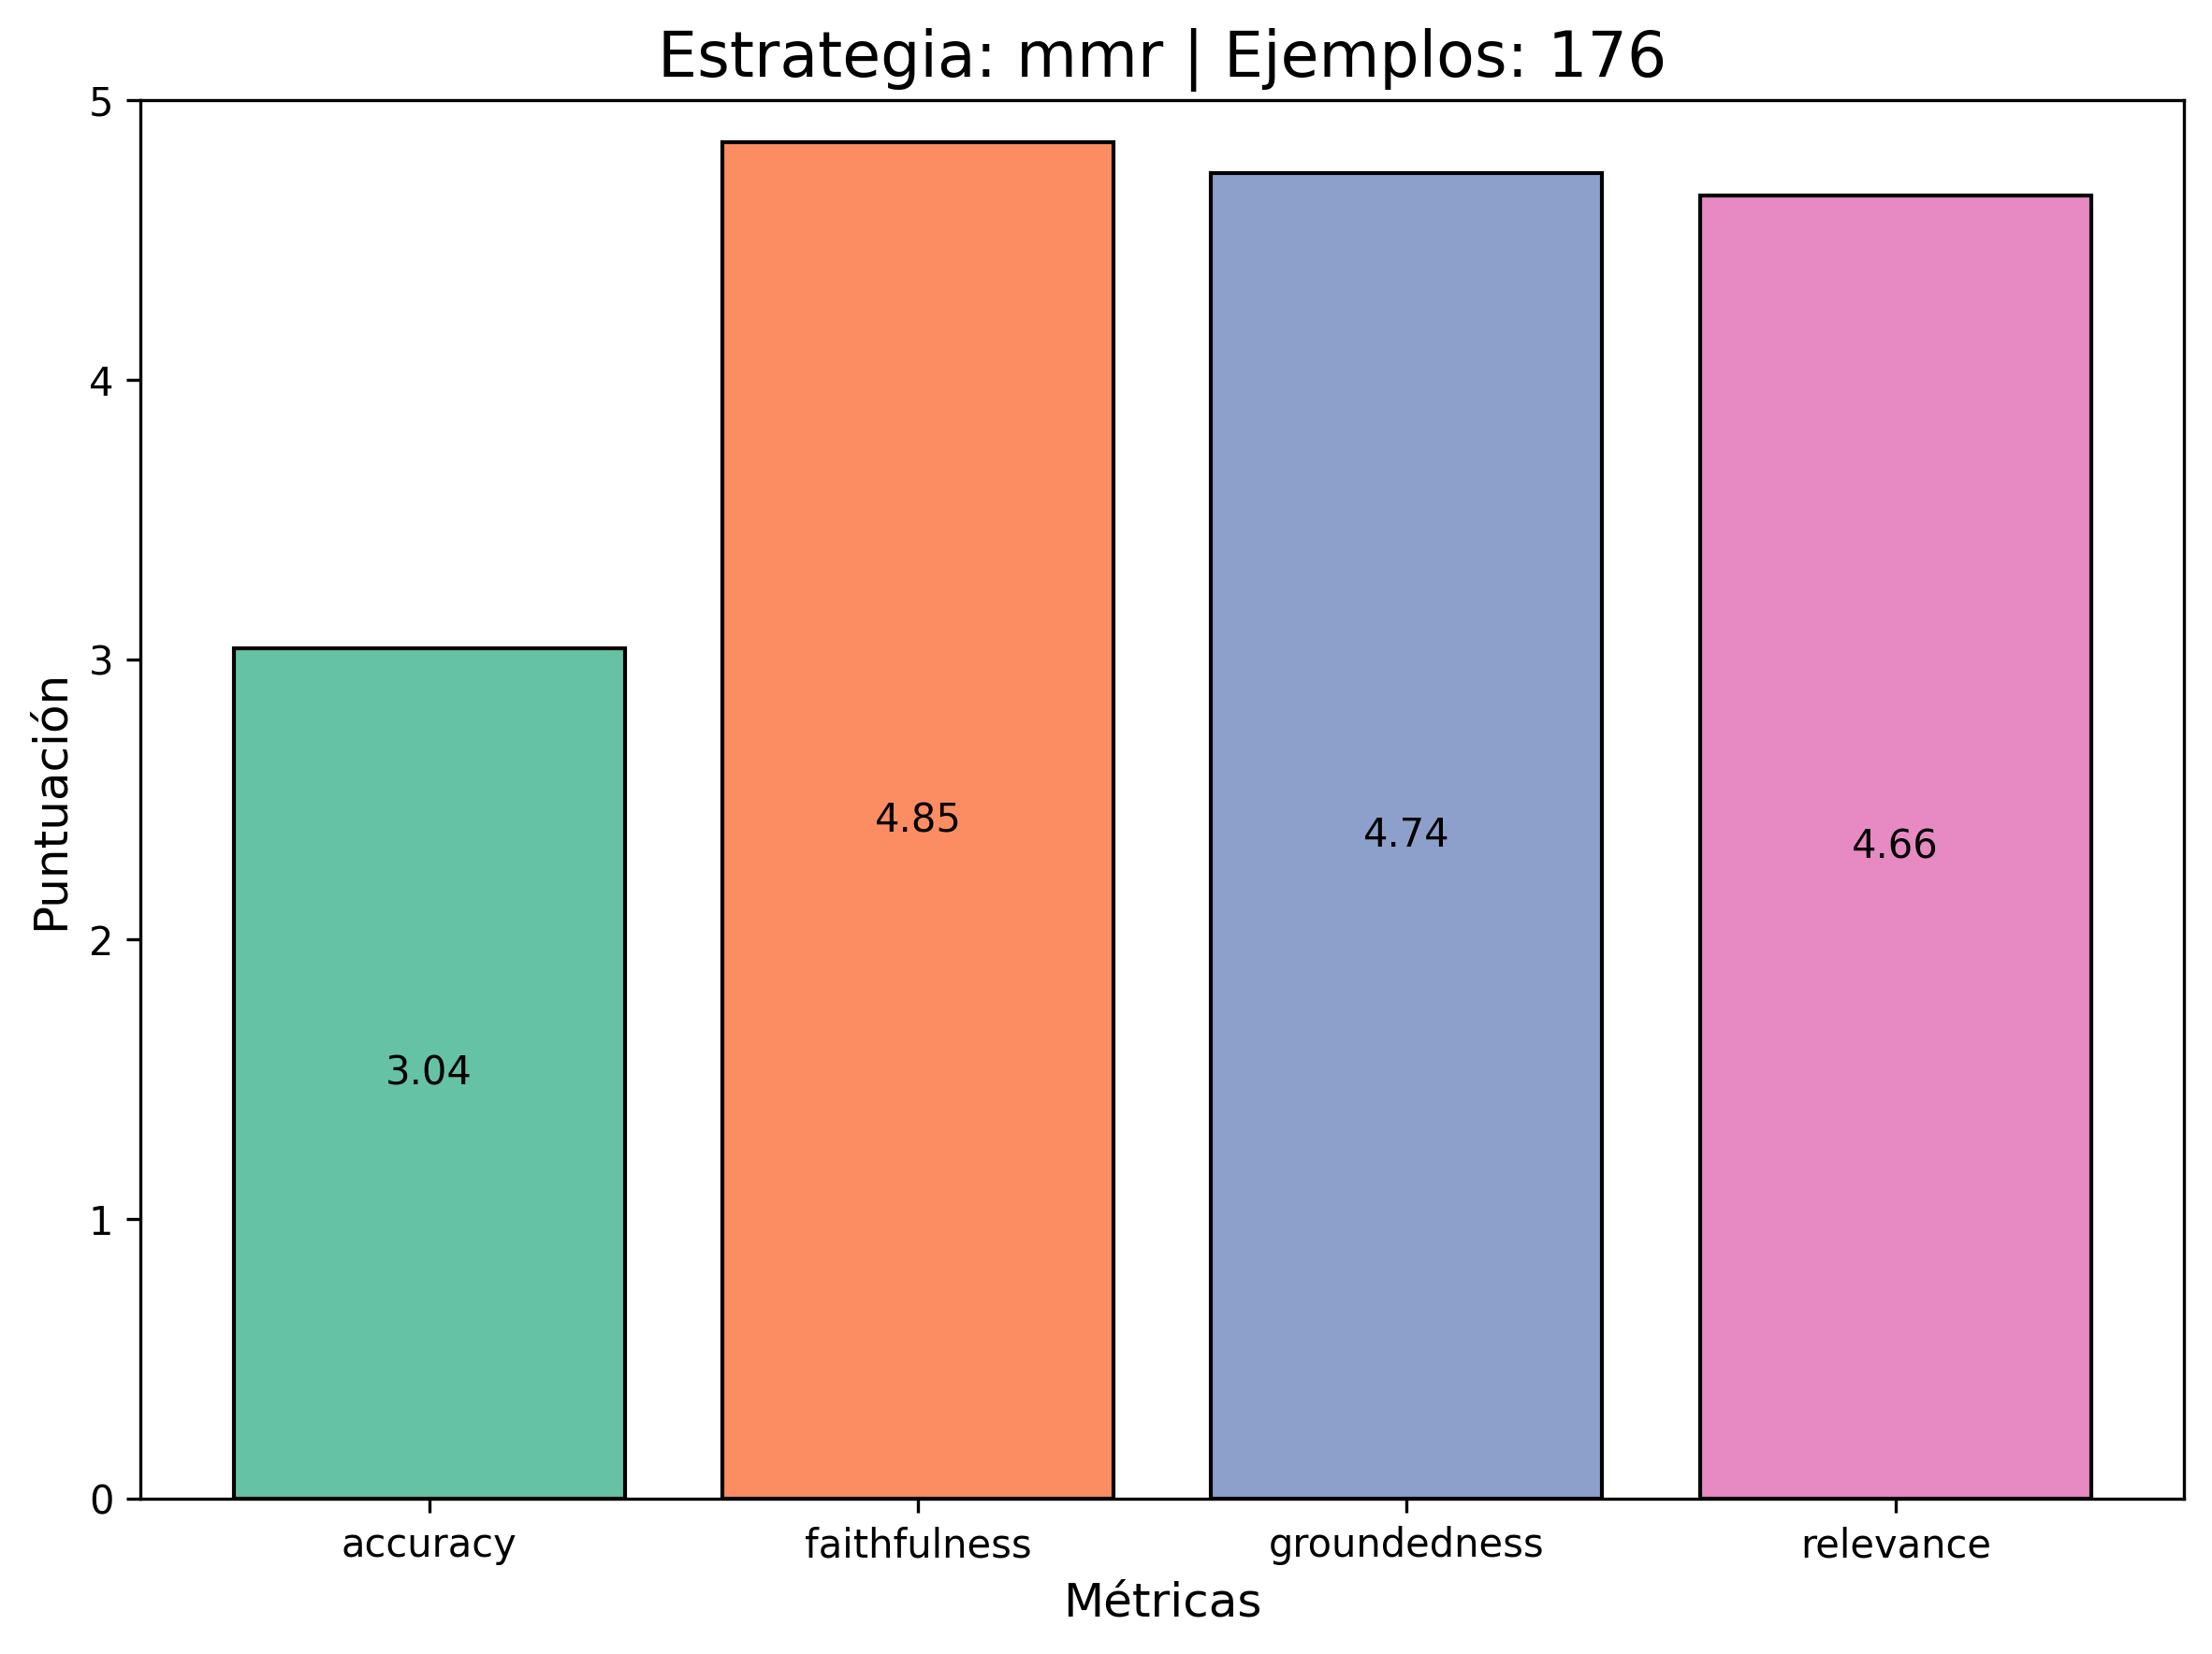 Estrategia: mmr | Ejemplos: 176
5
4
3
2
1
0
Puntuación
3.04
4.85
4.74
4.66
accuracy
faithfulness
groundedness
relevance
Métricas